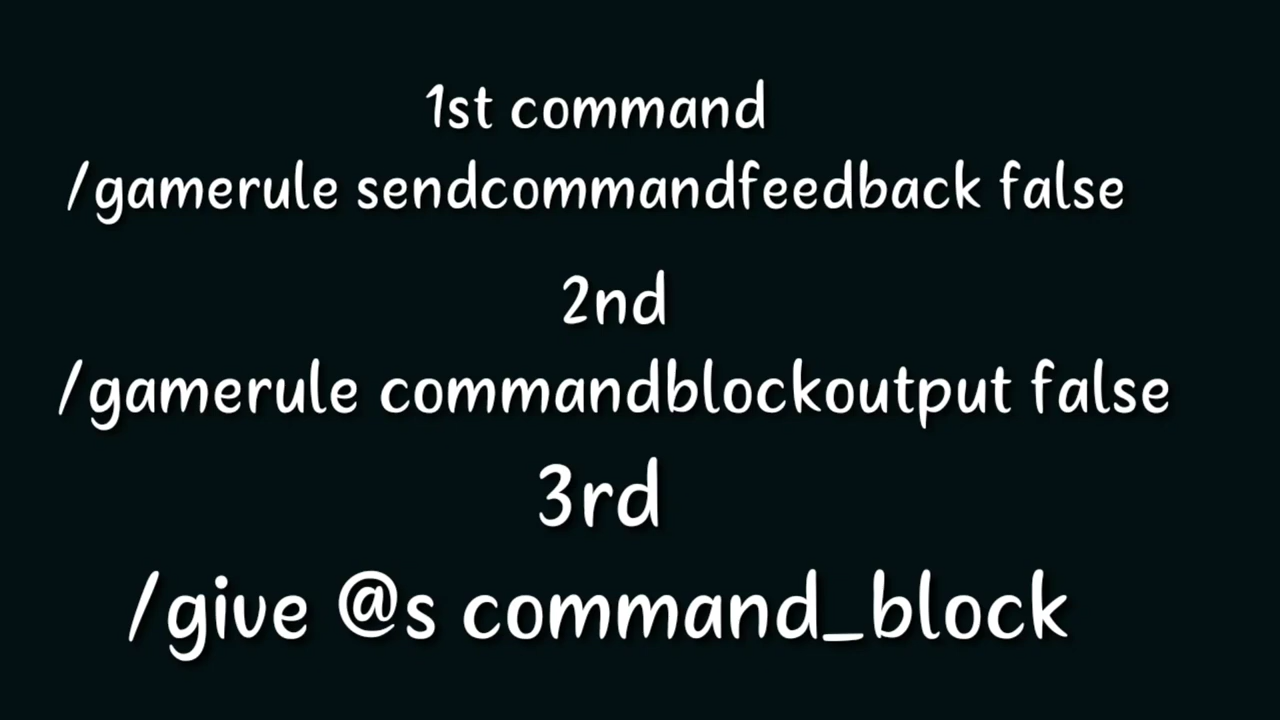 1st command
/gamerule sendcommandfeedback false
2nd
/gamerule commandblockoutput false
3rd
/give @s command_block